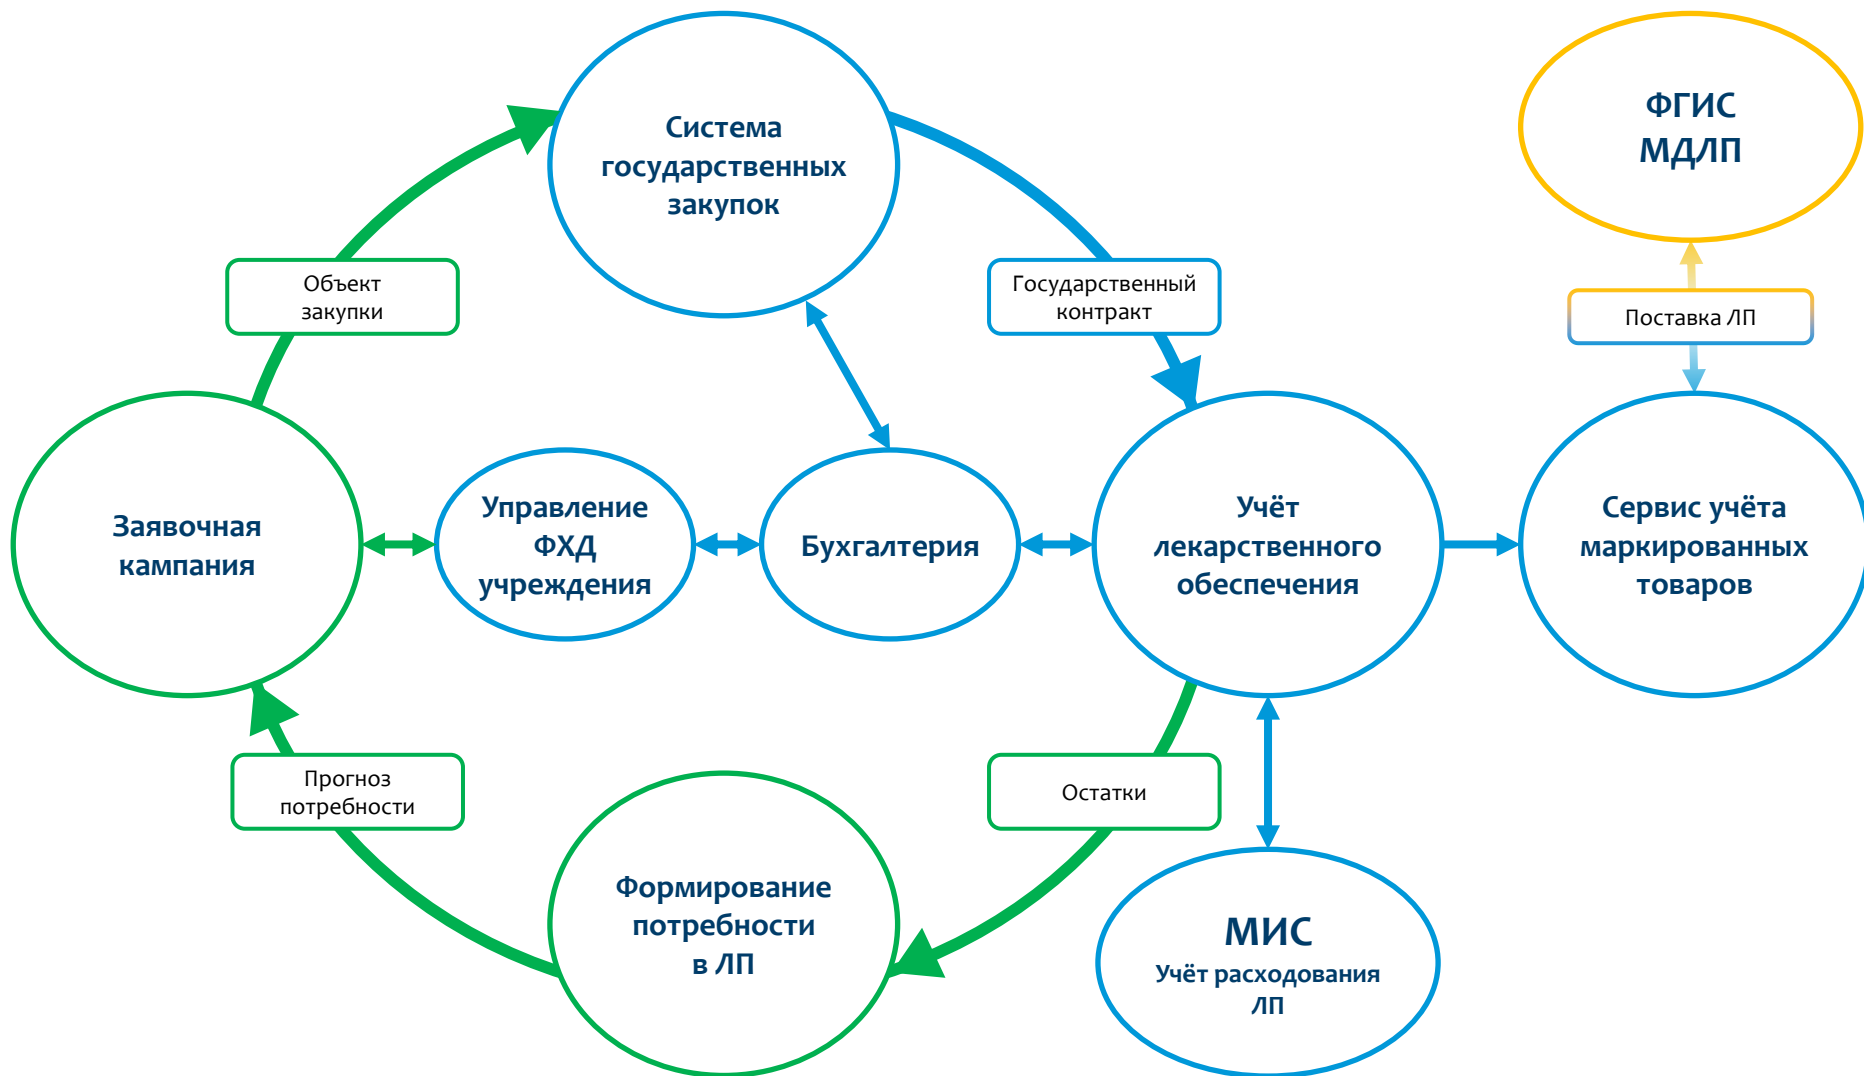 Система
государственных
закупок
ФГИС
МДЛП
Объект
закупки
Государственный
контракт
Поставка ЛП
Заявочная
кампания
Управление
ФХД
учреждения
Бухгалтерия
Учёт
лекарственного
обеспечения
Сервис учёта
маркированных
товаров
Прогноз
потребности
Остатки
Формирование
потребности
в ЛП
МИС
Учёт расходования
ЛП